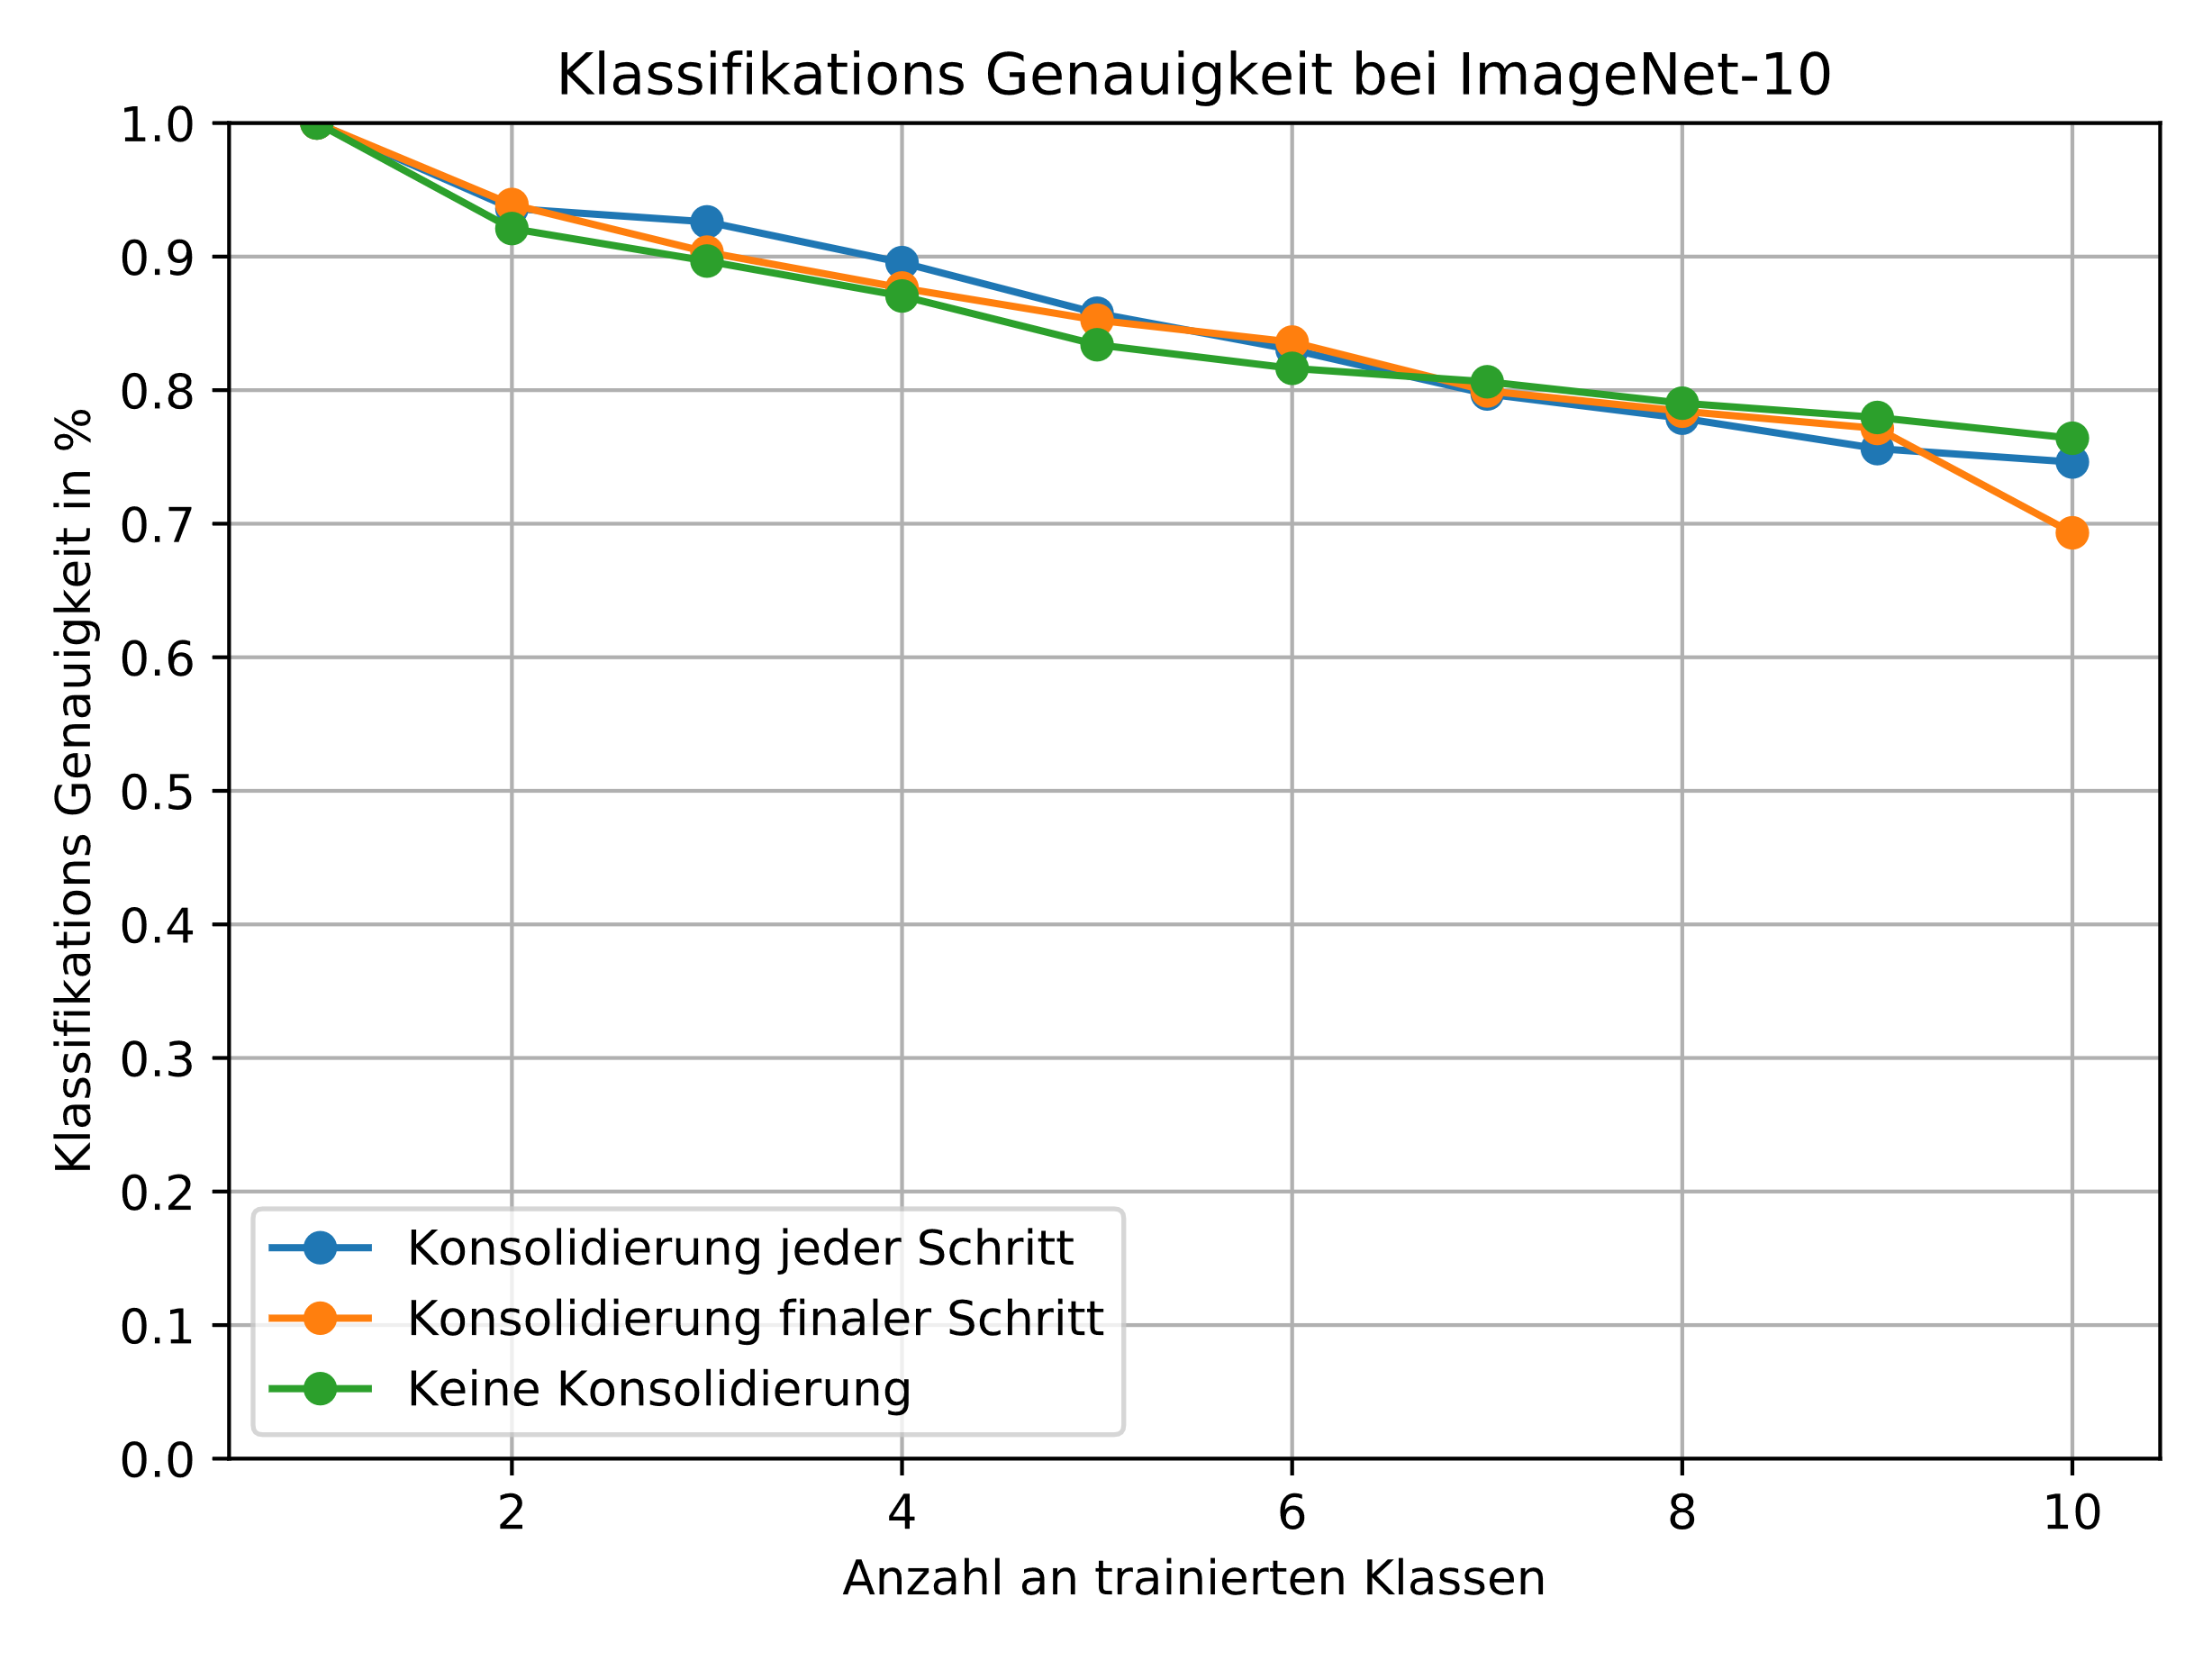 Klassifikations Genauigkeit bei ImageNet-10
1.0
0.9
0.8
0.7
0.6
0.5
0.4
0.3
0.2
0.1
0.0
Klassifikations Genauigkeit in %
Konsolidierung jeder Schritt
Konsolidierung finaler Schritt
Keine Konsolidierung
2 4 6 8 10
Anzahl an trainierten Klassen